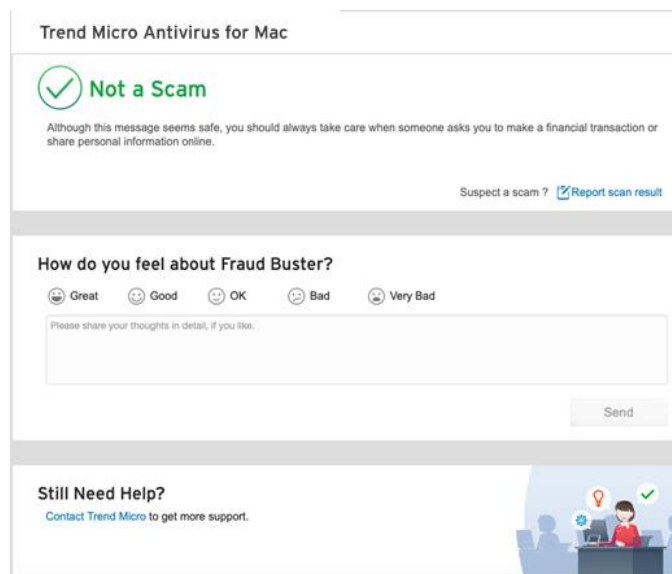 Trend Micro Antivirus for Mac
Not a Scam
Although this message seems safe, you should always take care when someone asks you to make a financial transaction or
share personal information online.
Suspect a scam ? Report scan result
How do you feel about Fraud Buster?
Great Good OK Bad Very Bad
Please share your thoughts in detail, if you like.
Send
Still Need Help?
Contact Trend Micro to get more support.